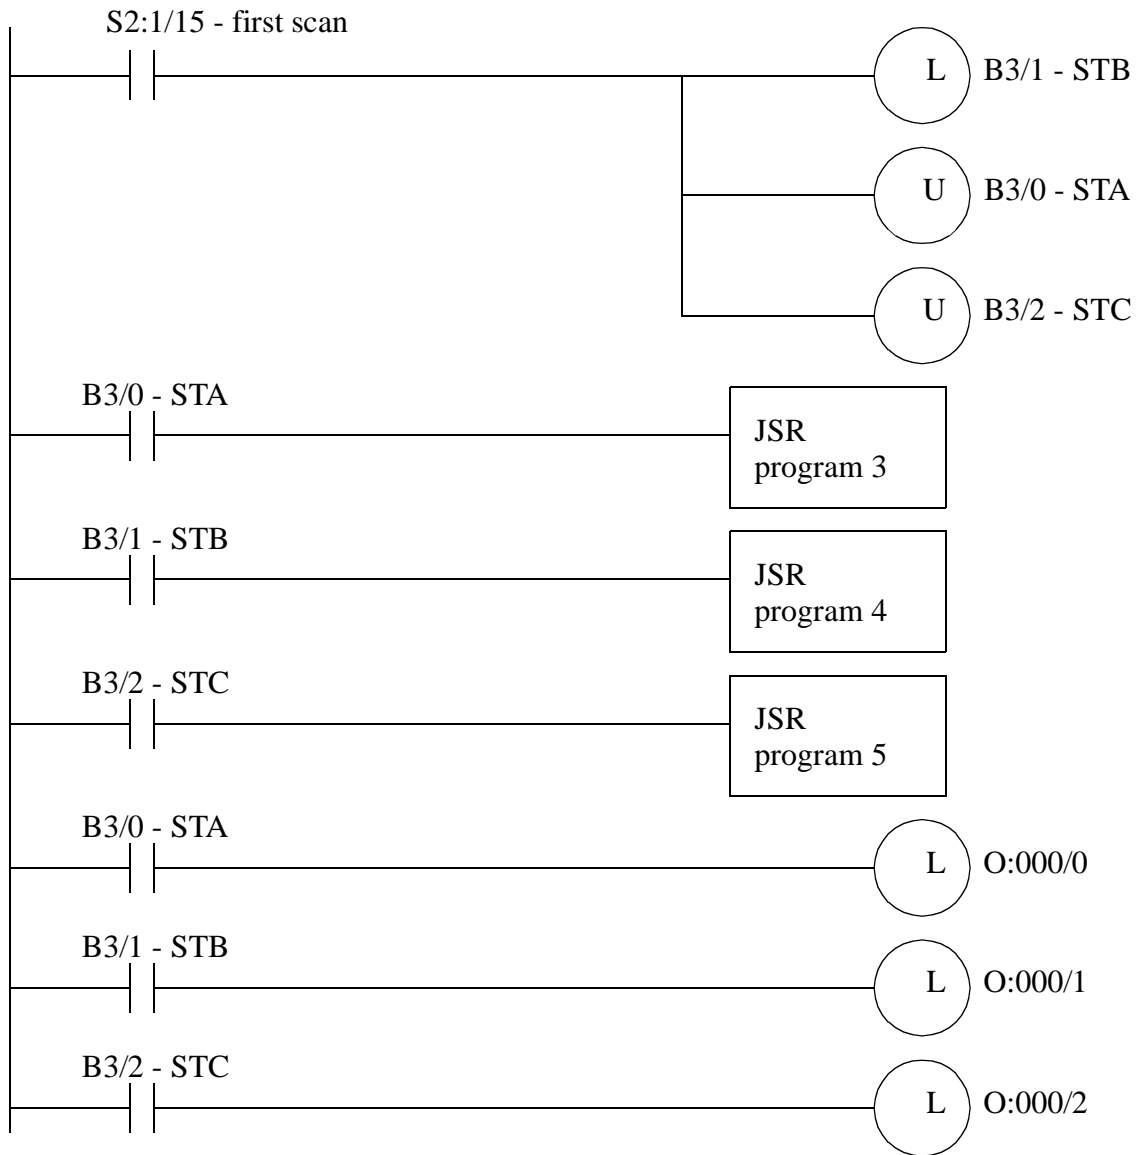 S2:1/15 - first scan
L B3/1 - STB
U B3/0 - STA
U B3/2 - STC
B3/0 - STA
JSR
program 3
B3/1 - STB
JSR
program 4
B3/2 - STC
JSR
program 5
B3/0 - STA
L O:000/0
B3/1 - STB
L O:000/1
B3/2 - STC
L O:000/2